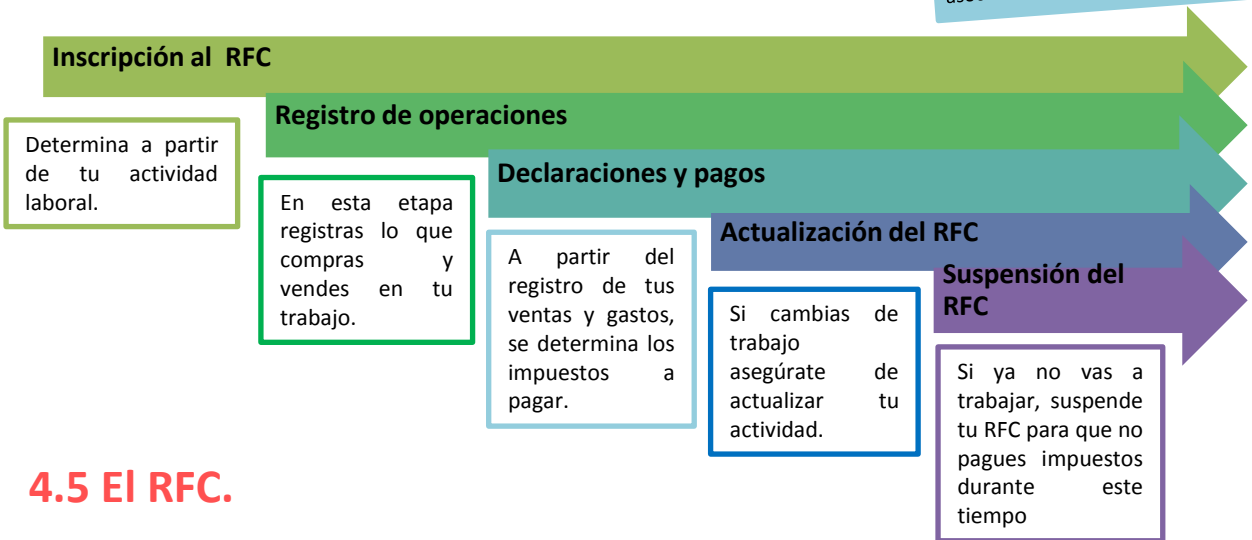 Inscripción al RFC
Determina a partir
de tu actividad
laboral.
Registro de operaciones
En esta etapa
registras lo que
compras y
vendes en tu
trabajo.
Declaraciones y pagos
A partir del
registro de tus
ventas y gastos,
se determina los
impuestos a
pagar.
Actualización del RFC
Si cambias de
trabajo
asegúrate de
actualizar tu
actividad.
Suspensión del
RFC
Si ya no vas a
trabajar, suspende
tu RFC para que no
pagues impuestos
durante este
tiempo
4.5 El RFC.